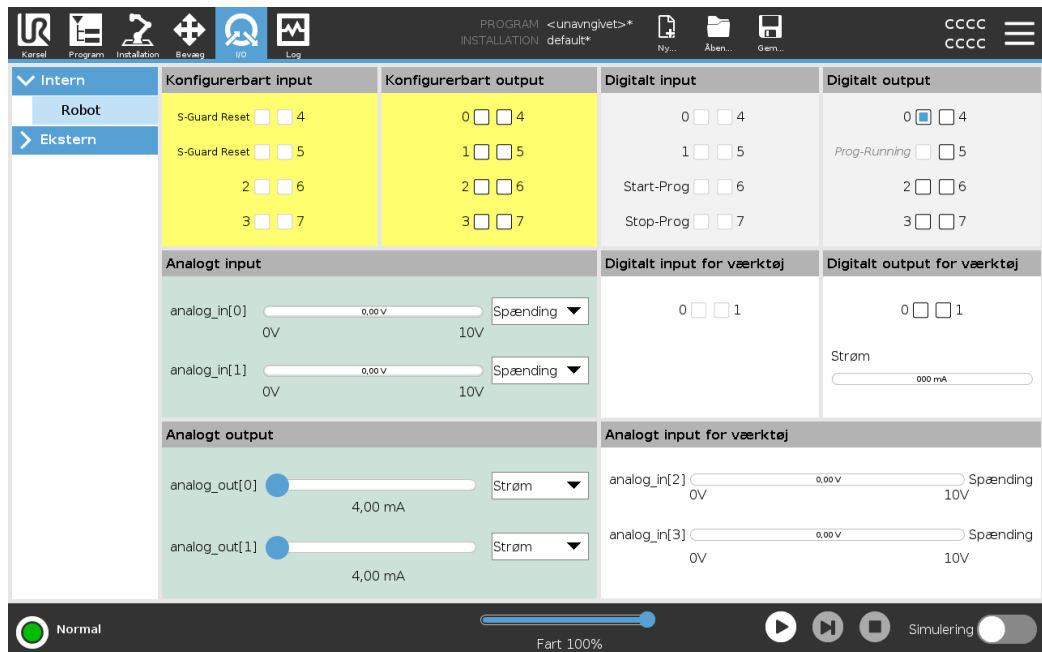 PROGRAM <unavngivet>*
INSTALLATION default*
CCCC
CCCC
Kørsel Program Installation Bevæg I/O Log Ny... Åben... Gem...
Intern
Robot
Ekstern
Konfigurerbart input
S-Guard Reset 4
S-Guard Reset 5
2 6
3 7
Konfigurerbart output
0 4
1 5
2 6
3 7
Digitalt input
0 4
1 5
Start-Prog 6
Stop-Prog 7
Digitalt output
0 4
Prog-Running 5
2 6
3 7
Analogt input
analog_in[0] 0,00 V Spænding
0V 10V
analog_in[1] 0,00 V Spænding
0V 10V
Digitalt input for værktøj
0 1
Digitalt output for værktøj
0 1
Strøm
000 mA
Analogt output
analog_out[0] Strøm
4,00 mA
analog_out[1] Strøm
4,00 mA
Analogt input for værktøj
analog_in[2] 0,00 V Spænding
0V 10V
analog_in[3] 0,00 V Spænding
0V 10V
Normal
Fart 100%
Simulering